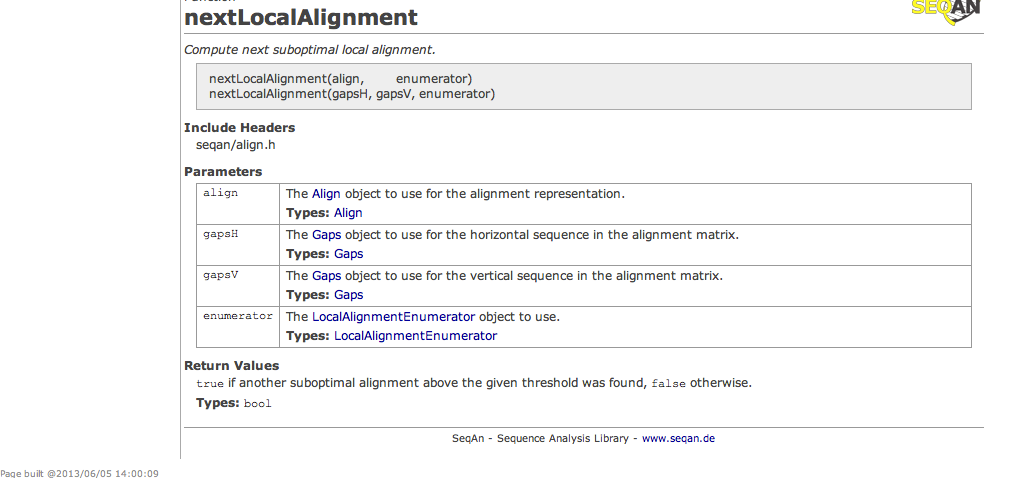 Function
SEQAN
nextLocalAlignment
Compute next suboptimal local alignment.
nextLocalAlignment(align,        enumerator)
nextLocalAlignment(gapsH, gapsV, enumerator)
Include Headers
seqan/align.h
Parameters
align The Align object to use for the alignment representation.
Types: Align
gapsH The Gaps object to use for the horizontal sequence in the alignment matrix.
Types: Gaps
gapsV The Gaps object to use for the vertical sequence in the alignment matrix.
Types: Gaps
enumerator The LocalAlignmentEnumerator object to use.
Types: LocalAlignmentEnumerator
Return Values
true if another suboptimal alignment above the given threshold was found, false otherwise.
Types: bool
SeqAn - Sequence Analysis Library - www.seqan.de
Page built @2013/06/05 14:00:09